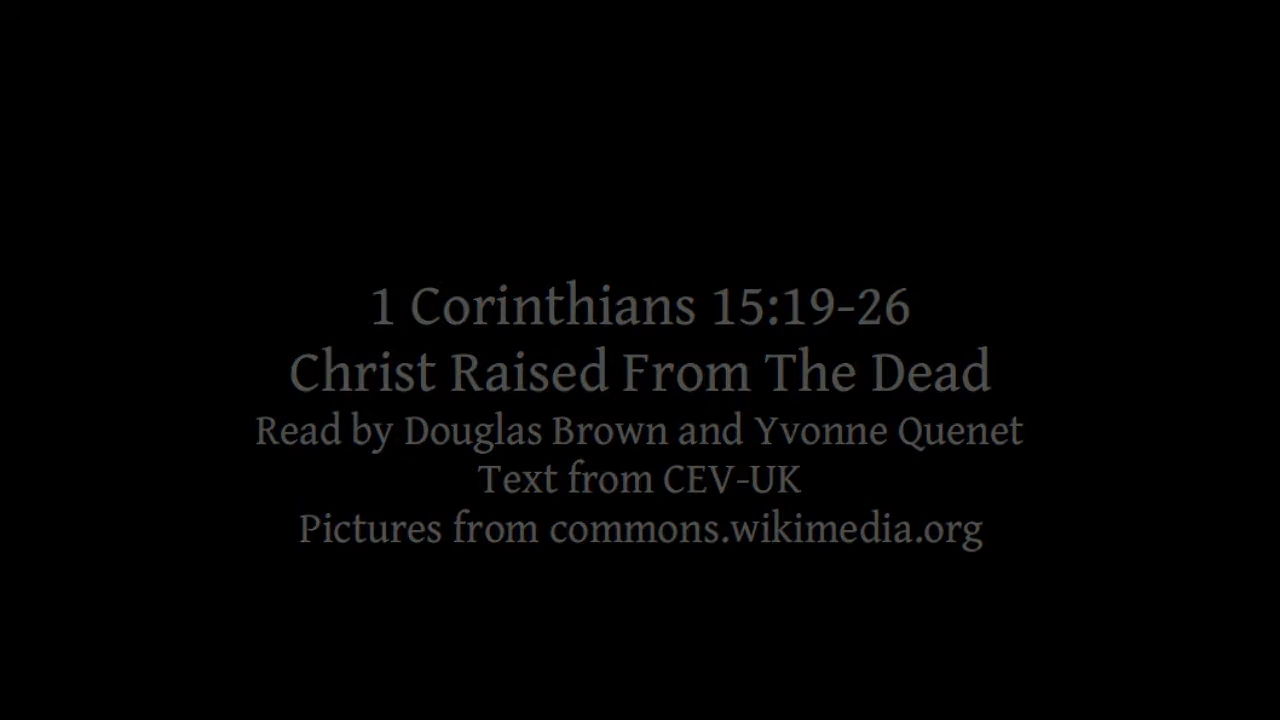 1 Corinthians 15:19-26
Christ Raised From The Dead
Read by Douglas Brown and Yvonne Quenet
Text from CEV-UK
Pictures from commons.wikimedia.org